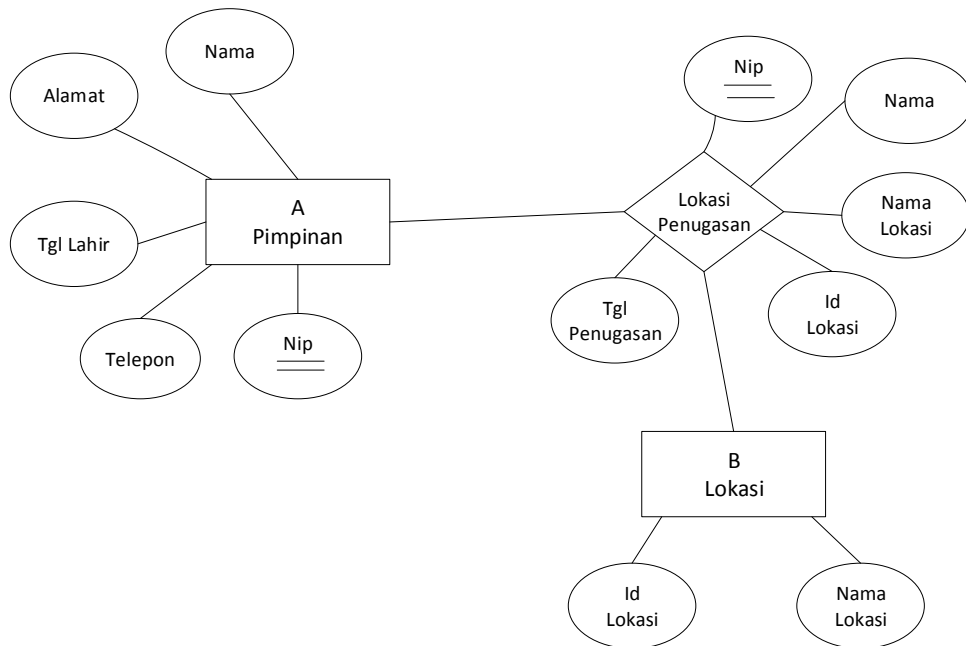 Nama
Alamat
Tgl Lahir
Telepon
Nip
A
Pimpinan
Lokasi
Penugasan
Nip
Nama
Nama
Lokasi
Id
Lokasi
Tgl
Penugasan
B
Lokasi
Id
Lokasi
Nama
Lokasi